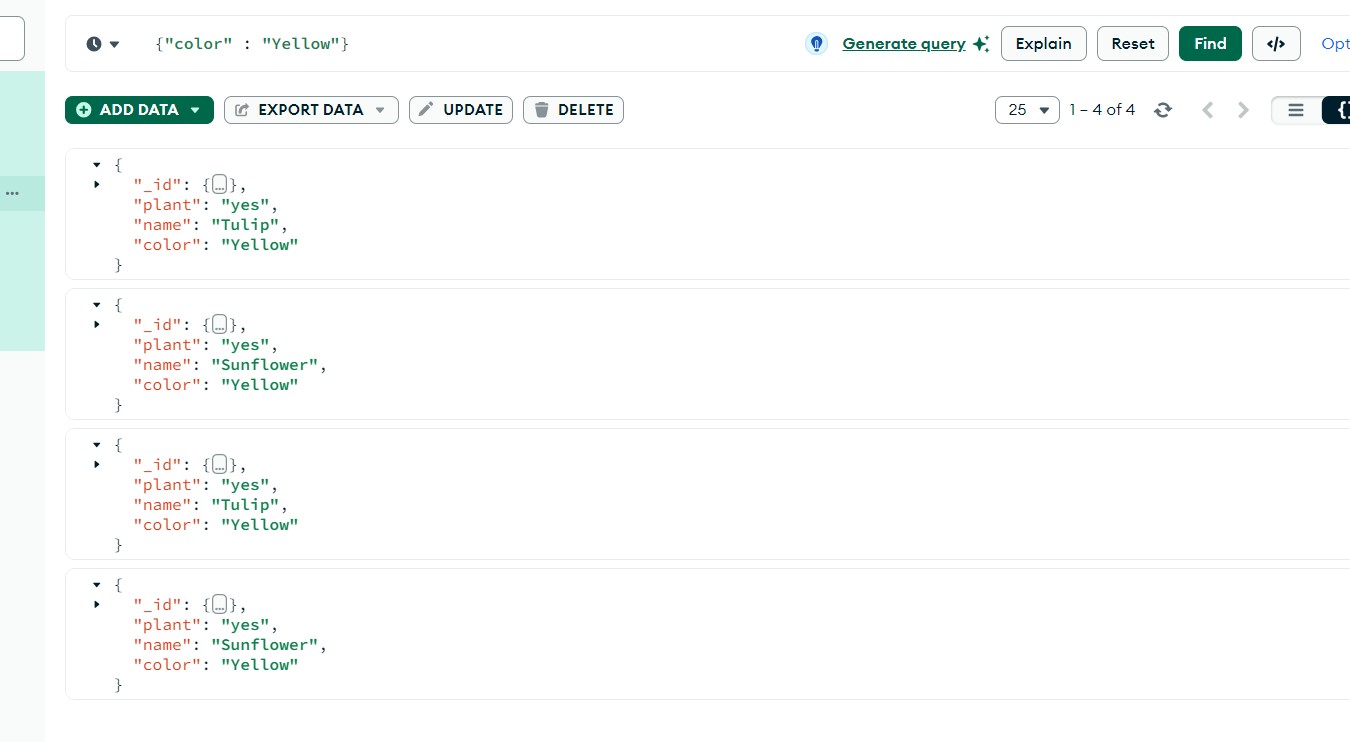 {"color" : "Yellow"}
Generate query
Explain
Reset
Find
</>
Opt
ADD DATA
EXPORT DATA
UPDATE
DELETE
25
1 – 4 of 4
{
"_id": {…},
"plant": "yes",
"name": "Tulip",
"color": "Yellow"
}
{
"_id": {…},
"plant": "yes",
"name": "Sunflower",
"color": "Yellow"
}
{
"_id": {…},
"plant": "yes",
"name": "Tulip",
"color": "Yellow"
}
{
"_id": {…},
"plant": "yes",
"name": "Sunflower",
"color": "Yellow"
}